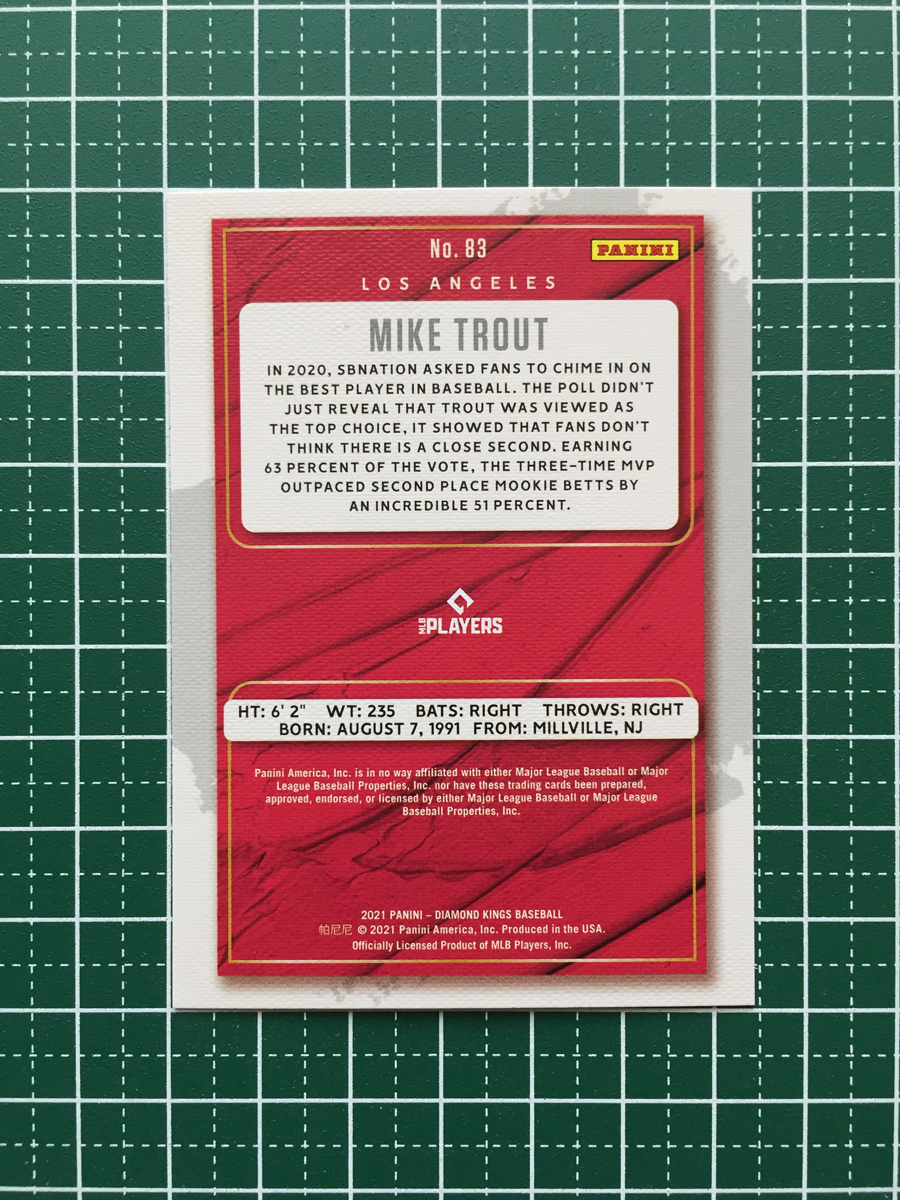 No. 83
PANINI
LOS ANGELES
MIKE TROUT
IN 2020, SBNATION ASKED FANS TO CHIME IN ON
THE BEST PLAYER IN BASEBALL. THE POLL DIDN'T
JUST REVEAL THAT TROUT WAS VIEWED AS
THE TOP CHOICE, IT SHOWED THAT FANS DON'T
THINK THERE IS A CLOSE SECOND. EARNING
63 PERCENT OF THE VOTE, THE THREE-TIME MVP
OUTPACED SECOND PLACE MOOKIE BETTS BY
AN INCREDIBLE 51 PERCENT.
MLB PLAYERS
HT: 6' 2" WT: 235 BATS: RIGHT THROWS: RIGHT
BORN: AUGUST 7, 1991 FROM: MILLVILLE, NJ
Panini America, Inc. is in no way affiliated with either Major League Baseball or Major
League Baseball Properties, Inc. nor have these trading cards been prepared,
approved, endorsed, or licensed by either Major League Baseball or Major League
Baseball Properties, Inc.
2021 PANINI – DIAMOND KINGS BASEBALL
帕尼尼 © 2021 Panini America, Inc. Produced in the USA.
Officially Licensed Product of MLB Players, Inc.